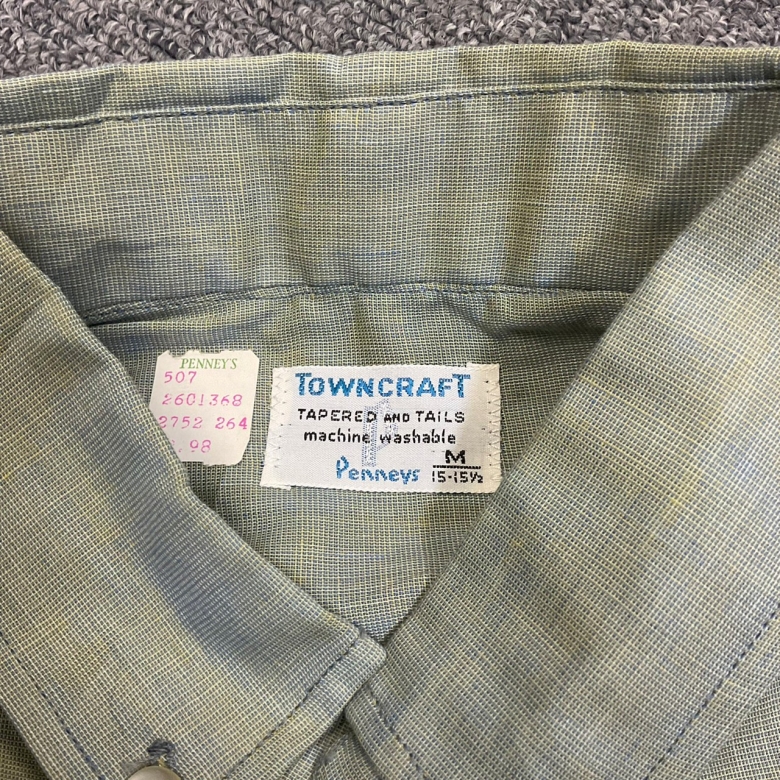 PENNEY'S
507
2601368
2752 264
.98
TOWNCRAFT
TAPERED AND TAILS
machine washable
Penneys
M
15-15½